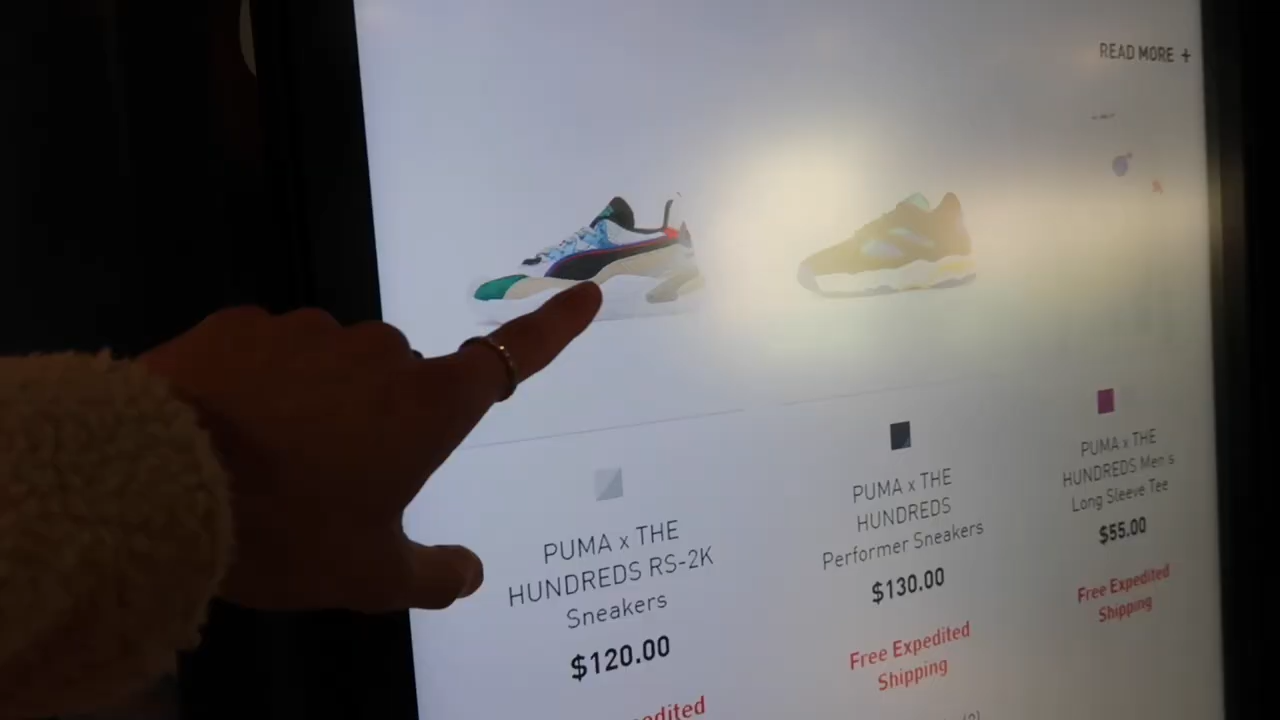 READ MORE +
PUMA x THE
HUNDREDS RS-2K
Sneakers
$120.00
PUMA x THE
HUNDREDS
Performer Sneakers
$130.00
Free Expedited
Shipping
PUMA x THE
HUNDREDS Men s
Long Sleeve Tee
$55.00
Free Expedited
Shipping